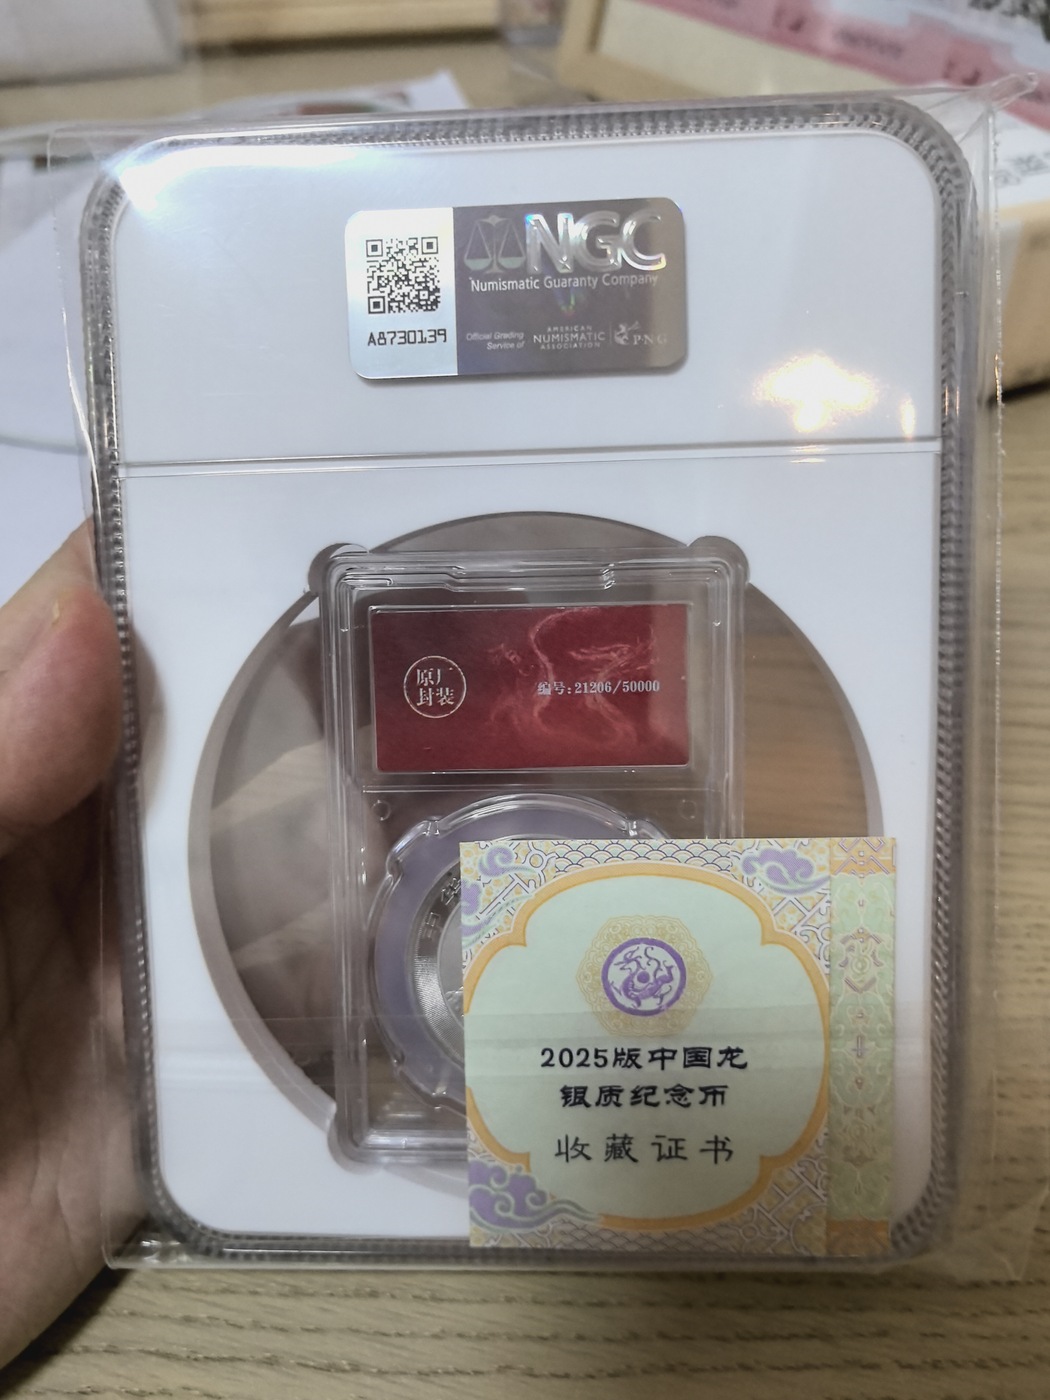 NGC
Numismatic Guaranty Company
A8730139
Official Grading
Service of
AMERICAN
NUMISMATIC
ASSOCIATION
PNG
原厂
封装
编号:21206/50000
2025版中国龙
银质纪念币
收藏证书